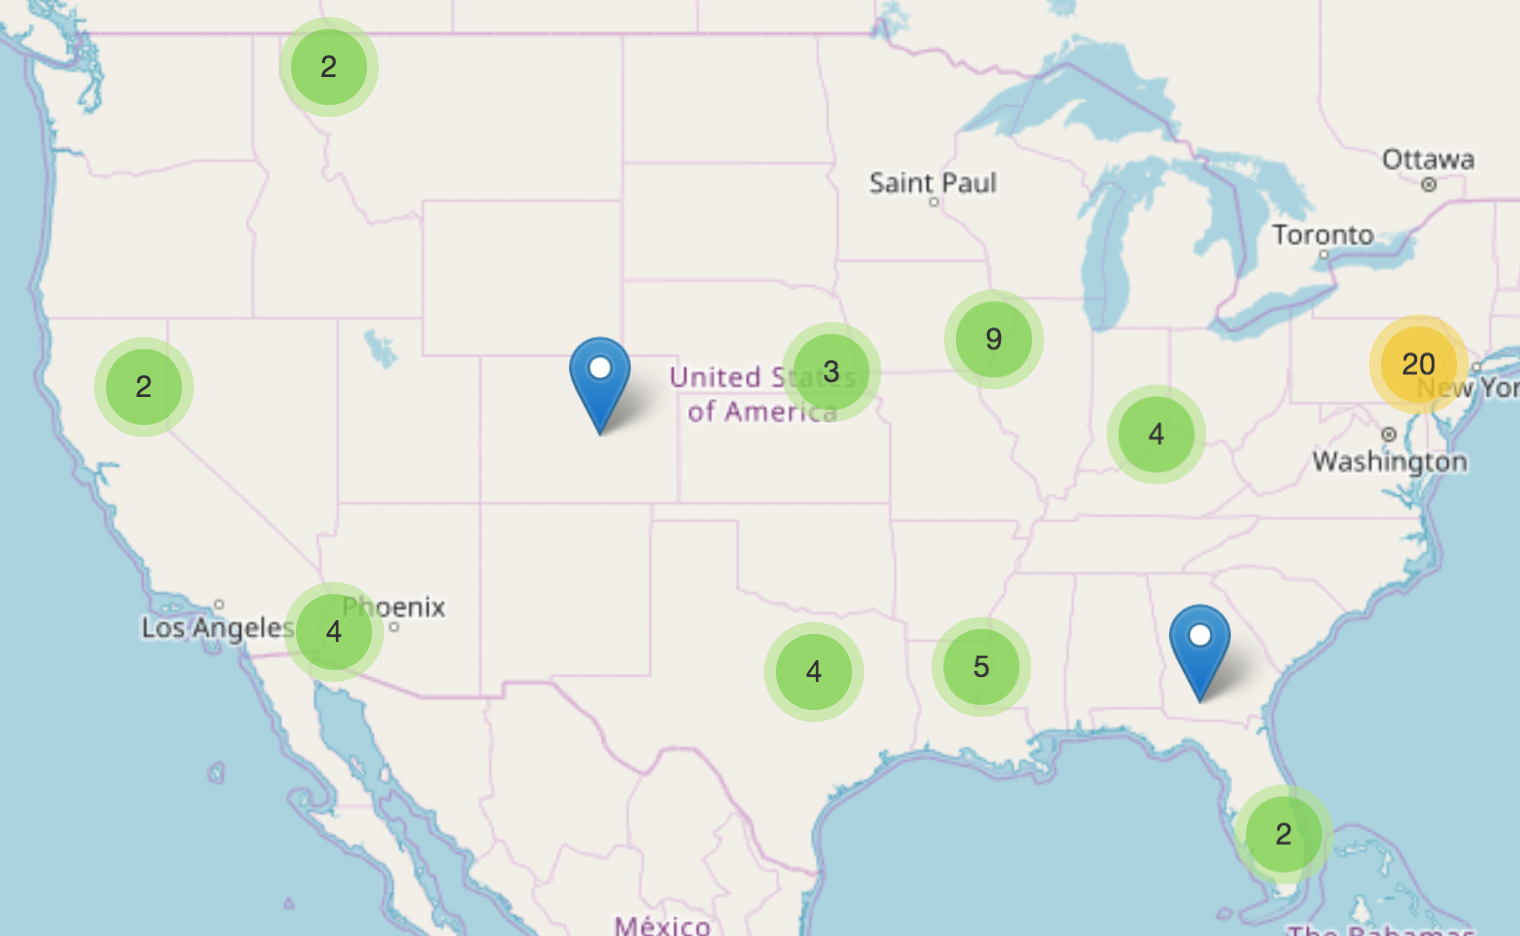 2
Ottawa
Saint Paul
Toronto
9
20
2
3
United States
of America
New Yor
4
Washington
Phoenix
Los Angeles
4
4
5
2
México
The Bahamas